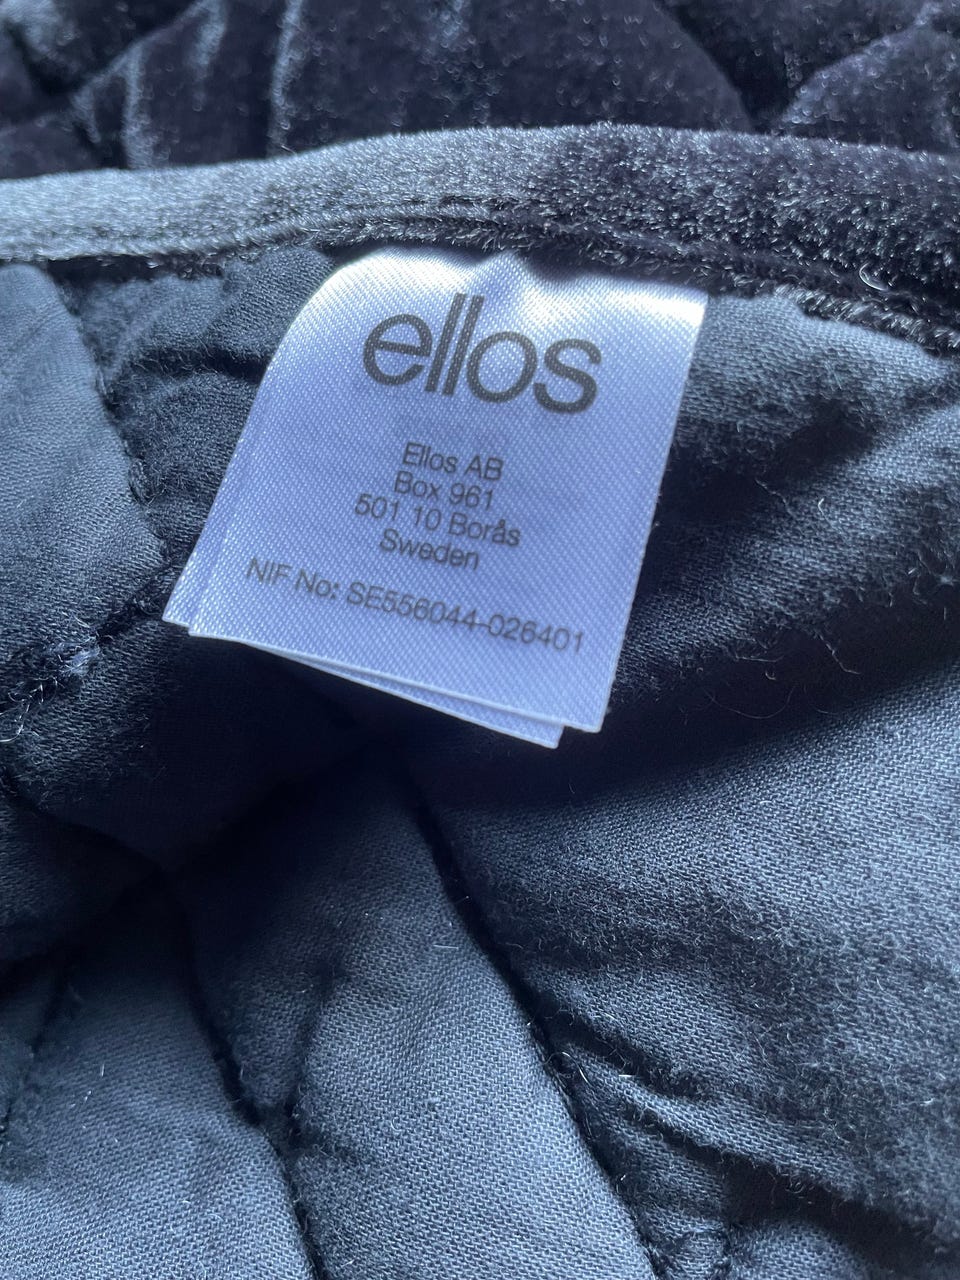 ellos
Ellos AB
Box 961
501 10 Borås
Sweden
NIF No: SE556044-026401